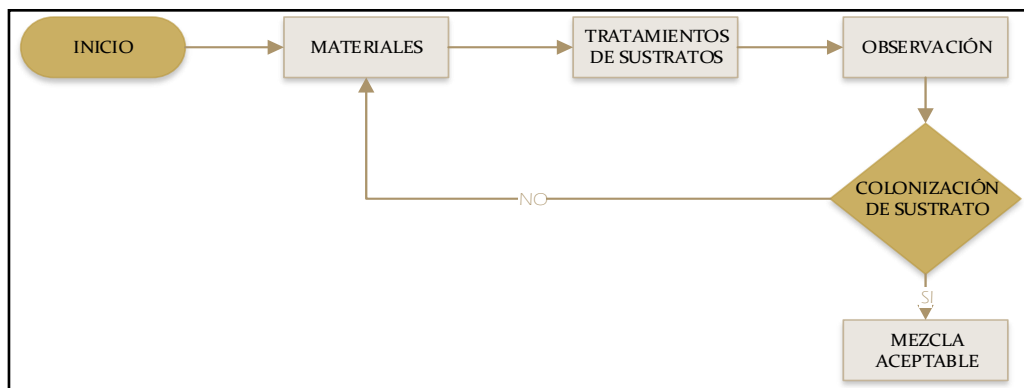 INICIO
MATERIALES
TRATAMIENTOS
DE SUSTRATOS
OBSERVACIÓN
COLONIZACIÓN
DE SUSTRATO
NO
SI
MEZCLA
ACEPTABLE